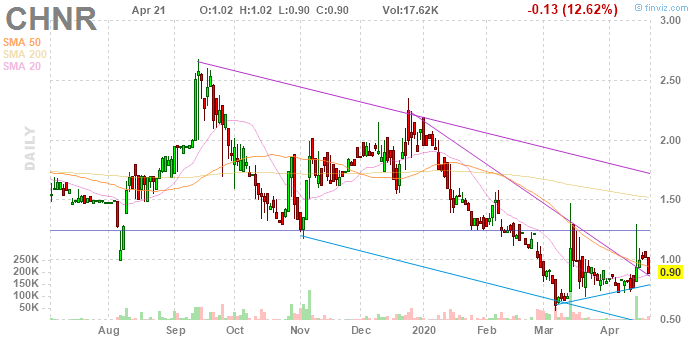 CHNR Apr 21 O:1.02 H:1.02 L:0.90 C:0.90 Vol:17.62K -0.13 (12.62%) © finviz.com
SMA 50
SMA 200
SMA 20
DAILY
3.00
2.50
2.00
1.50
1.00
0.90
0.50
250K
200K
150K
100K
50K
Aug Sep Oct Nov Dec 2020 Feb Mar Apr